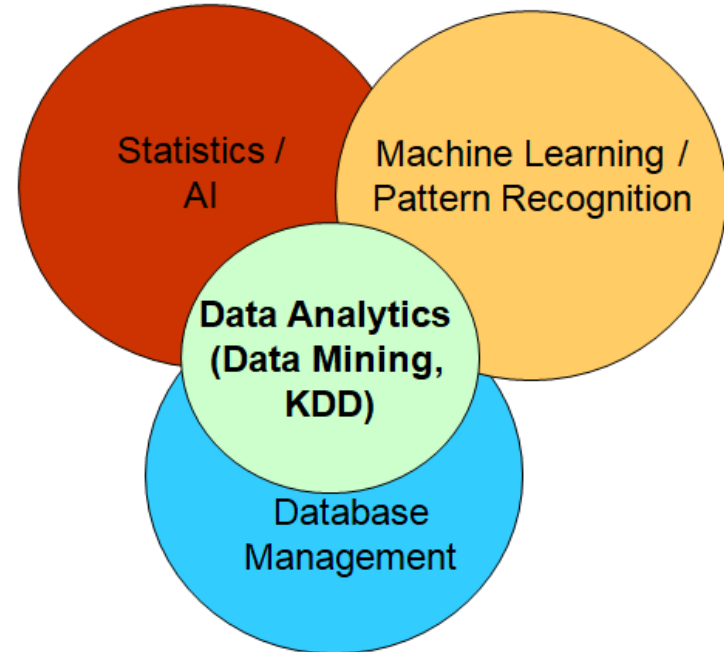 Statistics /
AI
Machine Learning /
Pattern Recognition
Data Analytics
(Data Mining,
KDD)
Database
Management